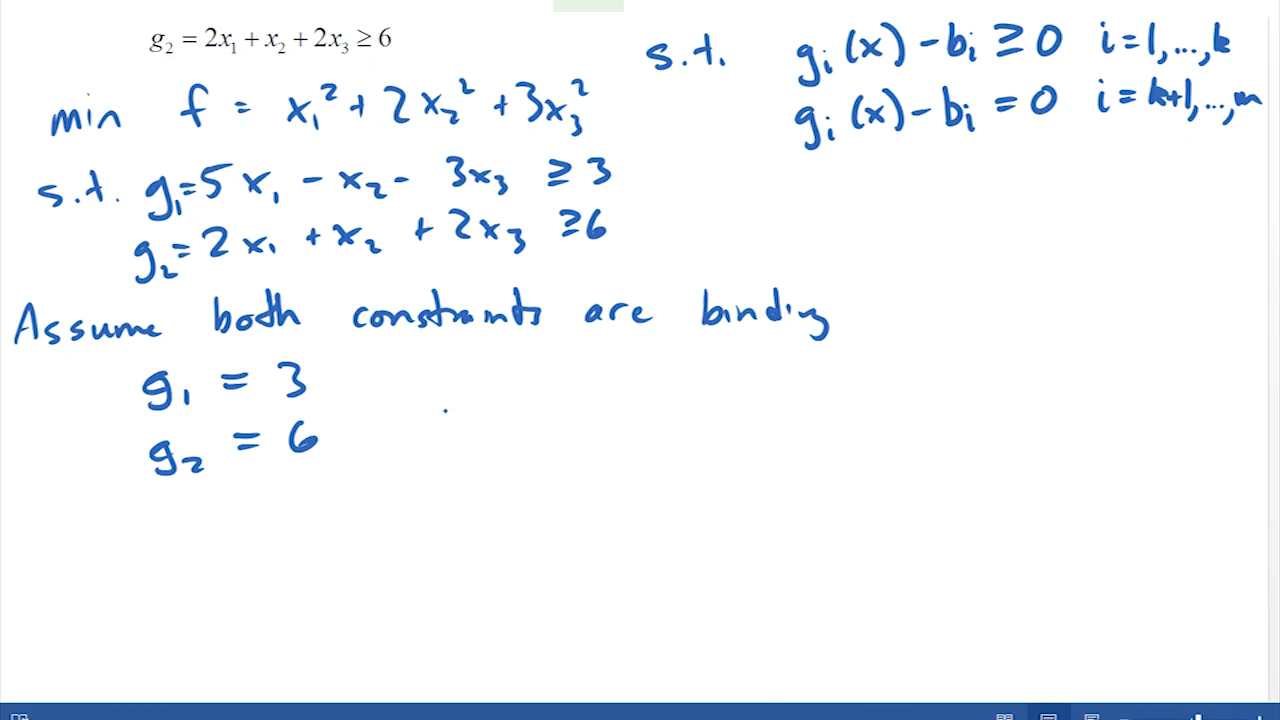 g₂ = 2x₁ + x₂ + 2x₃ ≥ 6
s.t. gᵢ(x) - bᵢ ≥ 0 i=1,...,k
gᵢ(x) - bᵢ = 0 i=k+1,...,m
min f = x₁² + 2x₂² + 3x₃²
s.t. g₁=5x₁ - x₂ - 3x₃ ≥ 3
g₂=2x₁ + x₂ + 2x₃ ≥6
Assume both constraints are binding
g₁ = 3
g₂ = 6